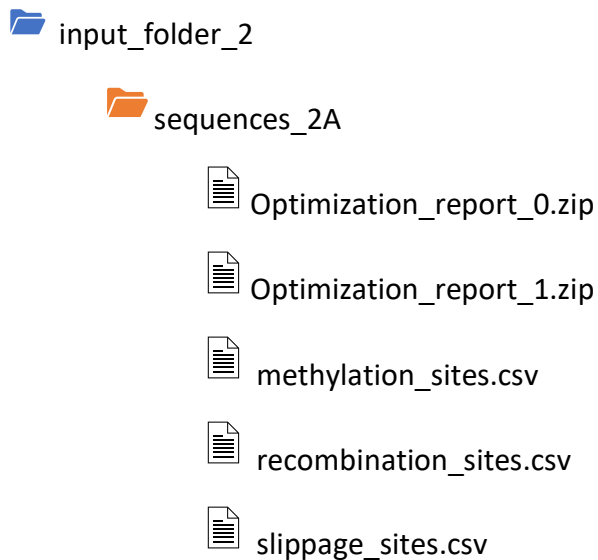 input_folder_2
sequences_2A
Optimization_report_0.zip
Optimization_report_1.zip
methylation_sites.csv
recombination_sites.csv
slippage_sites.csv